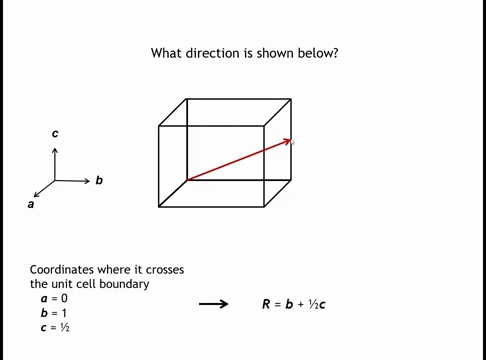 What direction is shown below?
c
b
a
Coordinates where it crosses
the unit cell boundary
a = 0
b = 1
c = ½
R = b + ½c